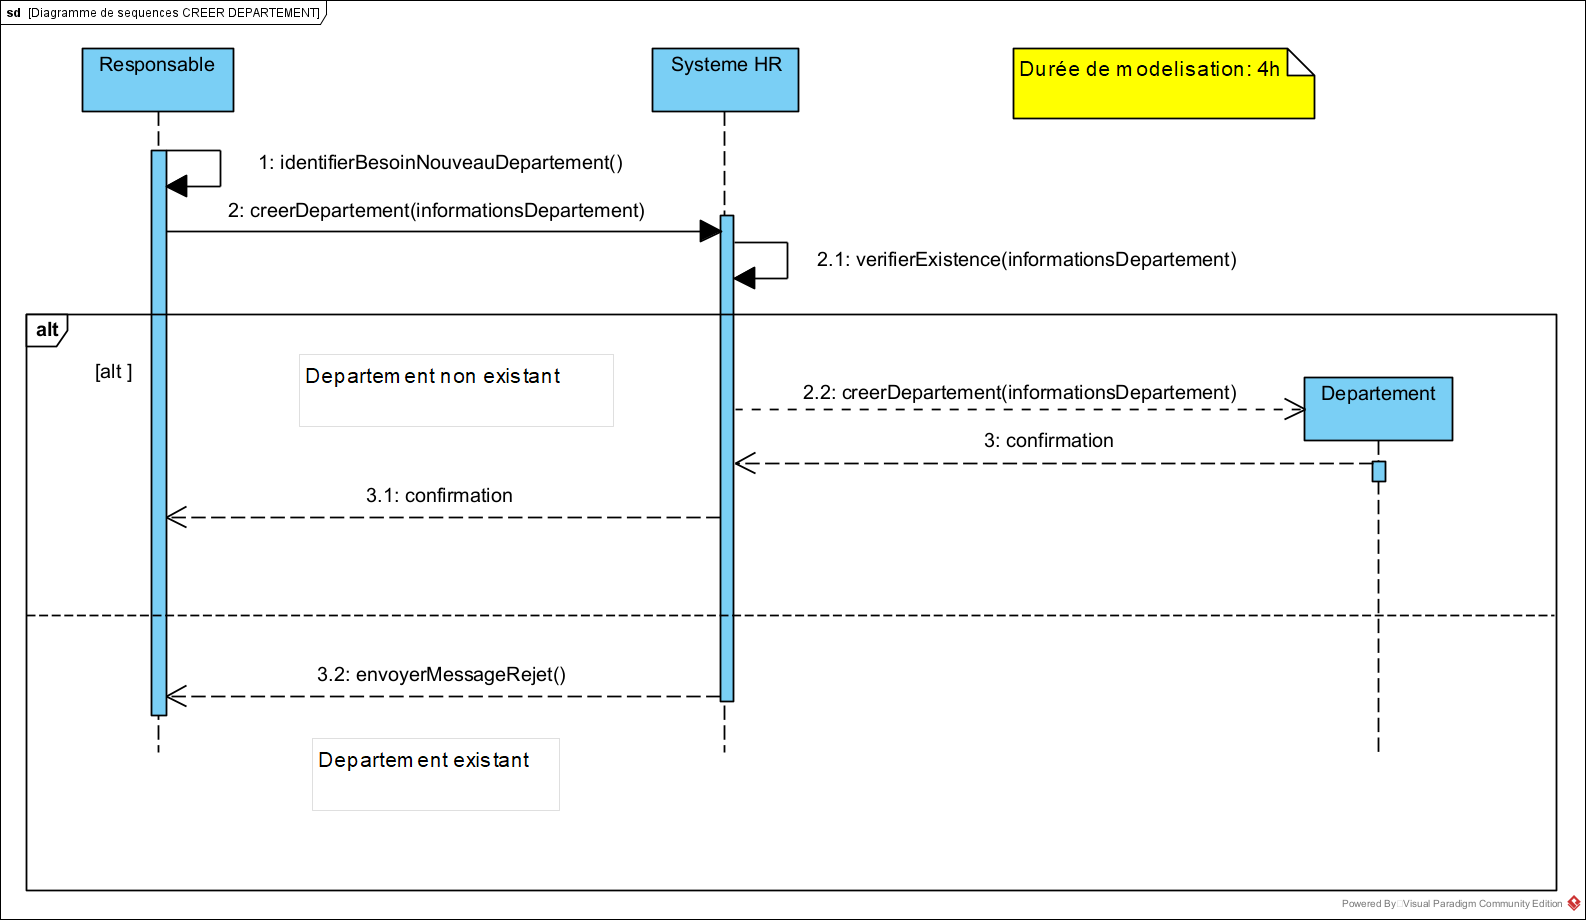 sd [Diagramme de sequences CREER DEPARTEMENT]
Responsable
Systeme HR
Durée de modelisation: 4h
1: identifierBesoinNouveauDepartement()
2: creerDepartement(informationsDepartement)
2.1: verifierExistence(informationsDepartement)
alt
[alt ]
Departement non existant
2.2: creerDepartement(informationsDepartement)
Departement
3: confirmation
3.1: confirmation
3.2: envoyerMessageRejet()
Departement existant
Powered By Visual Paradigm Community Edition